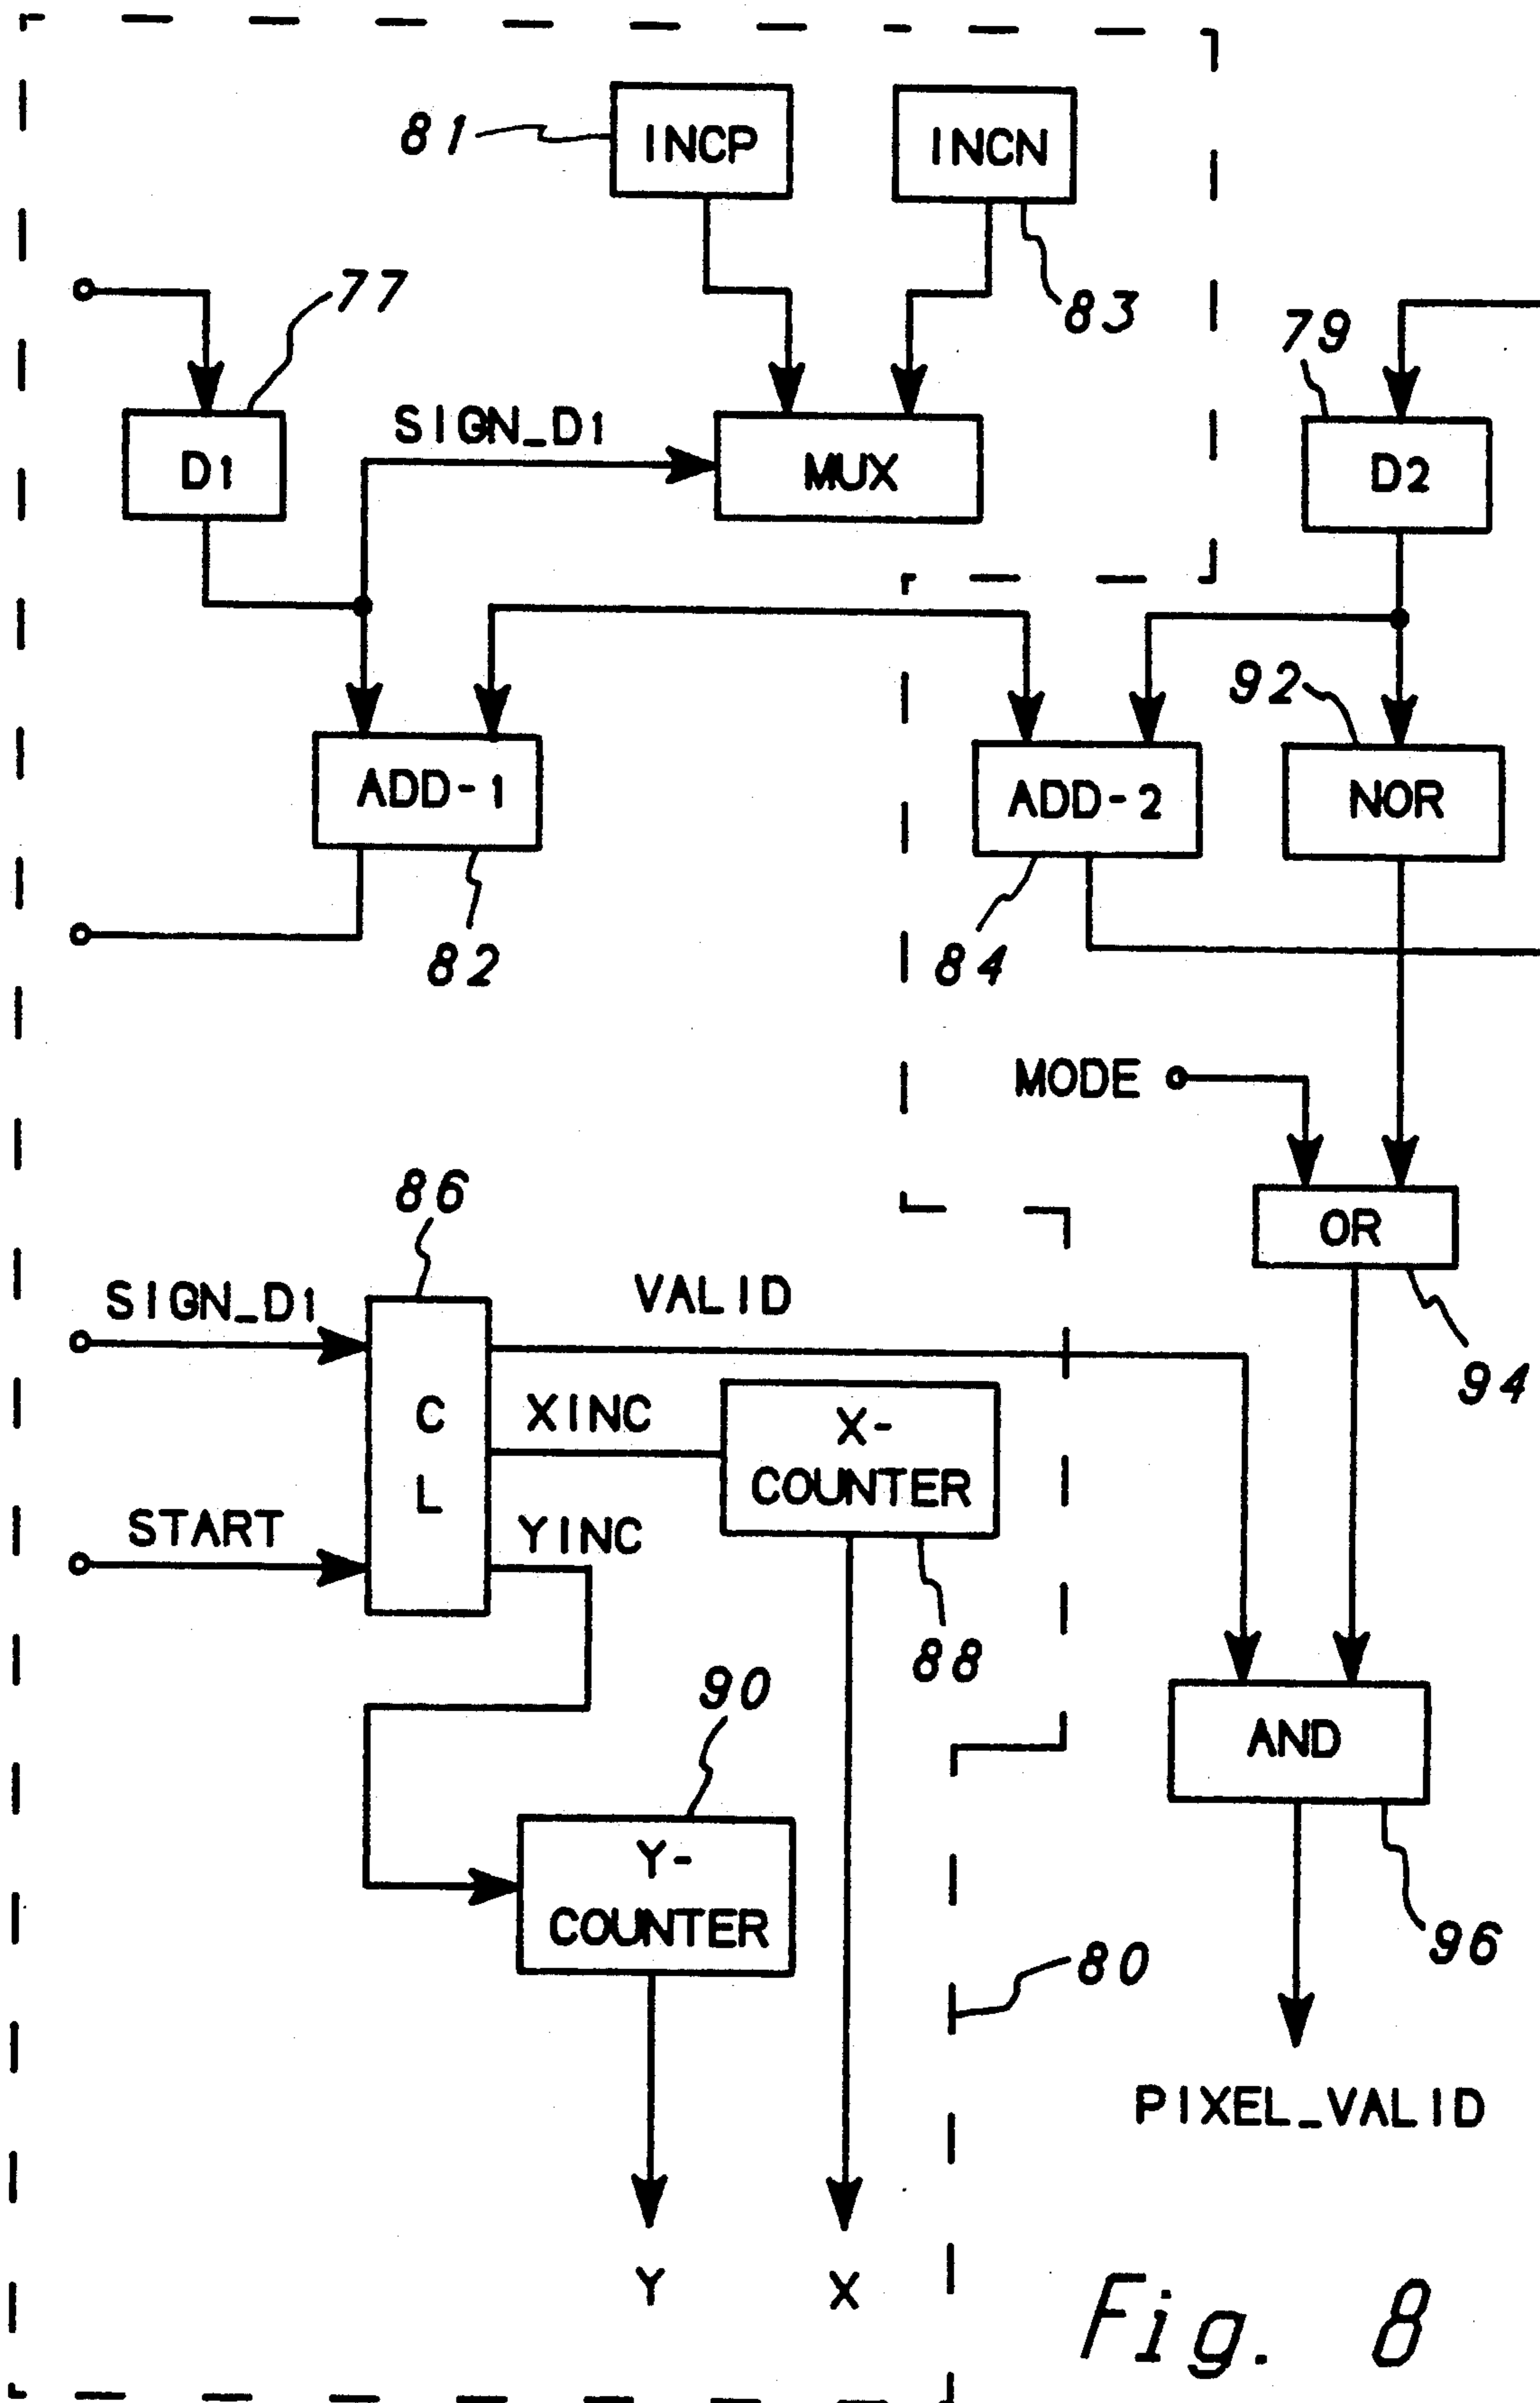 81
INCP
INCN
77
83
79
SIGN_D1
D1
MUX
D2
92
ADD-1
ADD-2
NOR
82
84
MODE
86
OR
SIGN_D1
VALID
94
C
L
XINC
X-
COUNTER
START
YINC
88
90
AND
Y-
COUNTER
96
80
PIXEL_VALID
Y
X
Fig. 8